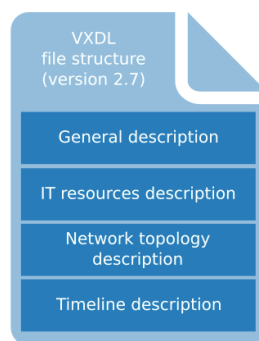 VXDL
file structure
(version 2.7)
General description
IT resources description
Network topology
description
Timeline description